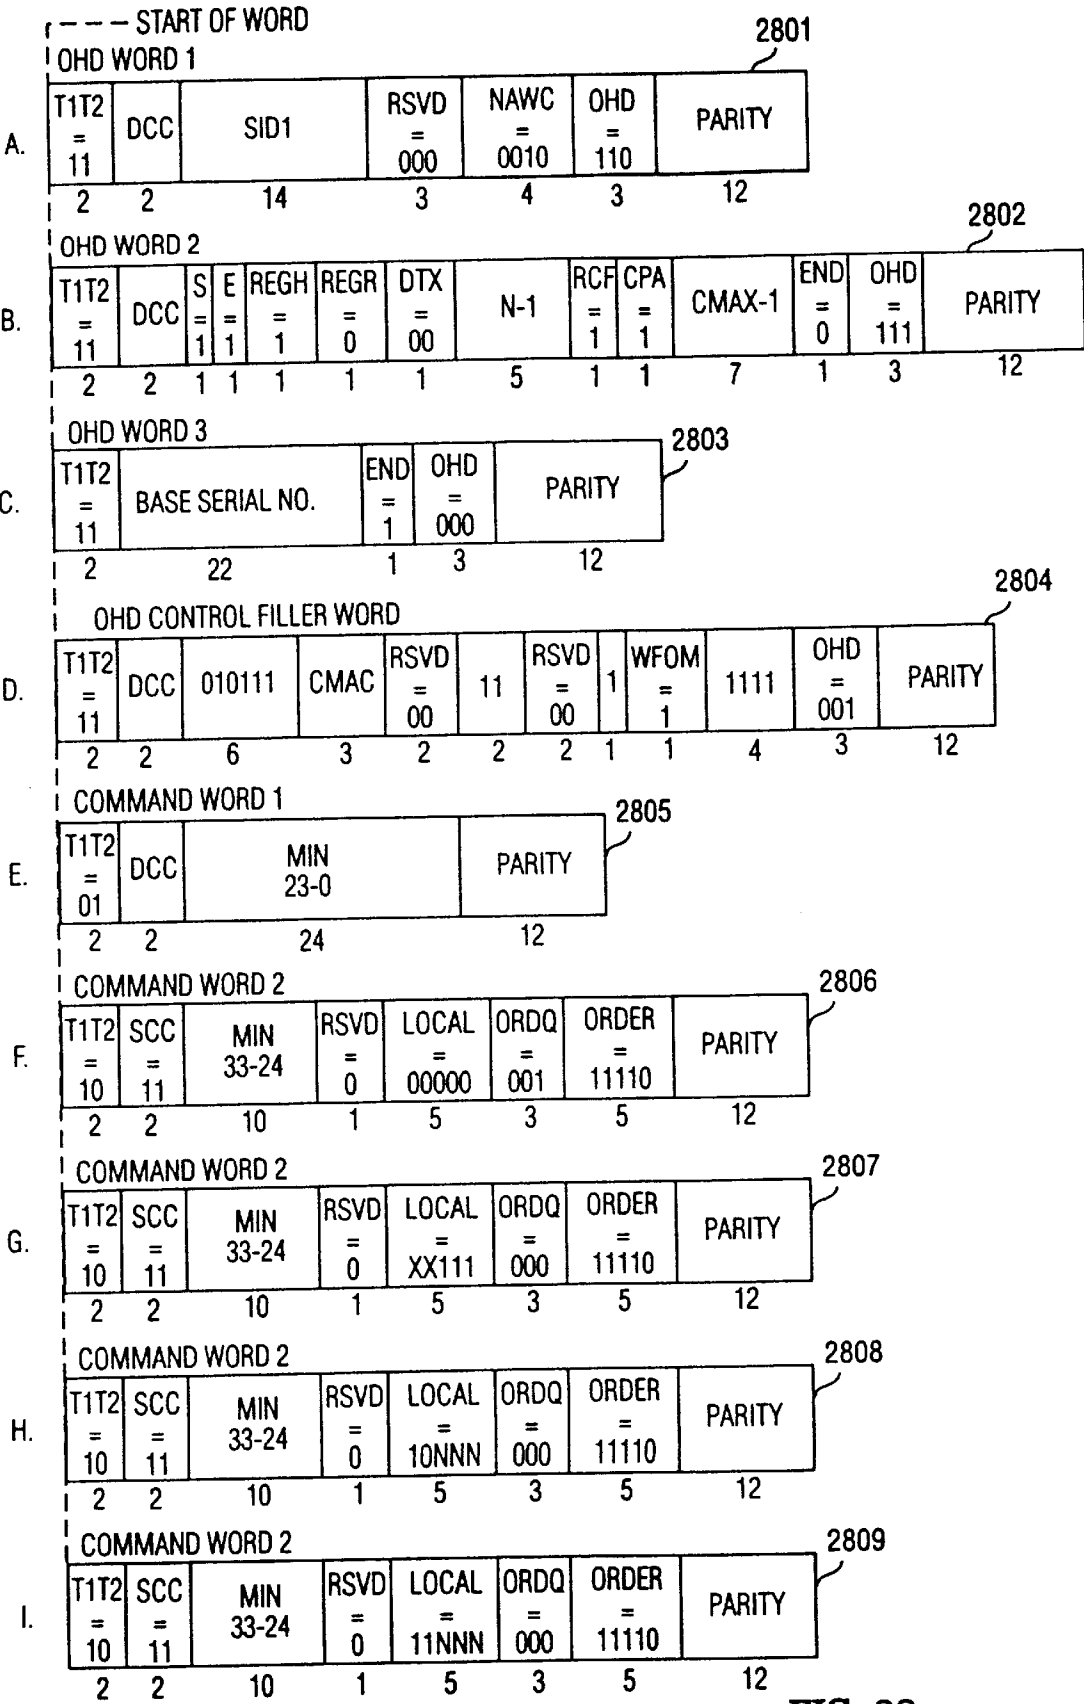 START OF WORD
OHD WORD 1
2801
A.
T1T2 = 11
DCC
SID1
RSVD = 000
NAWC = 0010
OHD = 110
PARITY
2 2 14 3 4 3 12
OHD WORD 2
2802
B.
T1T2 = 11
DCC
S = 1
E = 1
REGH = 1
REGR = 0
DTX = 00
N-1
RCF = 1
CPA = 1
CMAX-1
END = 0
OHD = 111
PARITY
2 2 1 1 1 1 1 5 1 1 7 1 3 12
OHD WORD 3
2803
C.
T1T2 = 11
BASE SERIAL NO.
END = 1
OHD = 000
PARITY
2 22 1 3 12
OHD CONTROL FILLER WORD
2804
D.
T1T2 = 11
DCC
010111
CMAC
RSVD = 00
11
RSVD = 00
1
WFOM = 1
1111
OHD = 001
PARITY
2 2 6 3 2 2 2 1 1 4 3 12
COMMAND WORD 1
2805
E.
T1T2 = 01
DCC
MIN 23-0
PARITY
2 2 24 12
COMMAND WORD 2
2806
F.
T1T2 = 10
SCC = 11
MIN 33-24
RSVD = 0
LOCAL = 00000
ORDQ = 001
ORDER = 11110
PARITY
2 2 10 1 5 3 5 12
COMMAND WORD 2
2807
G.
T1T2 = 10
SCC = 11
MIN 33-24
RSVD = 0
LOCAL = XX111
ORDQ = 000
ORDER = 11110
PARITY
2 2 10 1 5 3 5 12
COMMAND WORD 2
2808
H.
T1T2 = 10
SCC = 11
MIN 33-24
RSVD = 0
LOCAL = 10NNN
ORDQ = 000
ORDER = 11110
PARITY
2 2 10 1 5 3 5 12
COMMAND WORD 2
2809
I.
T1T2 = 10
SCC = 11
MIN 33-24
RSVD = 0
LOCAL = 11NNN
ORDQ = 000
ORDER = 11110
PARITY
2 2 10 1 5 3 5 12